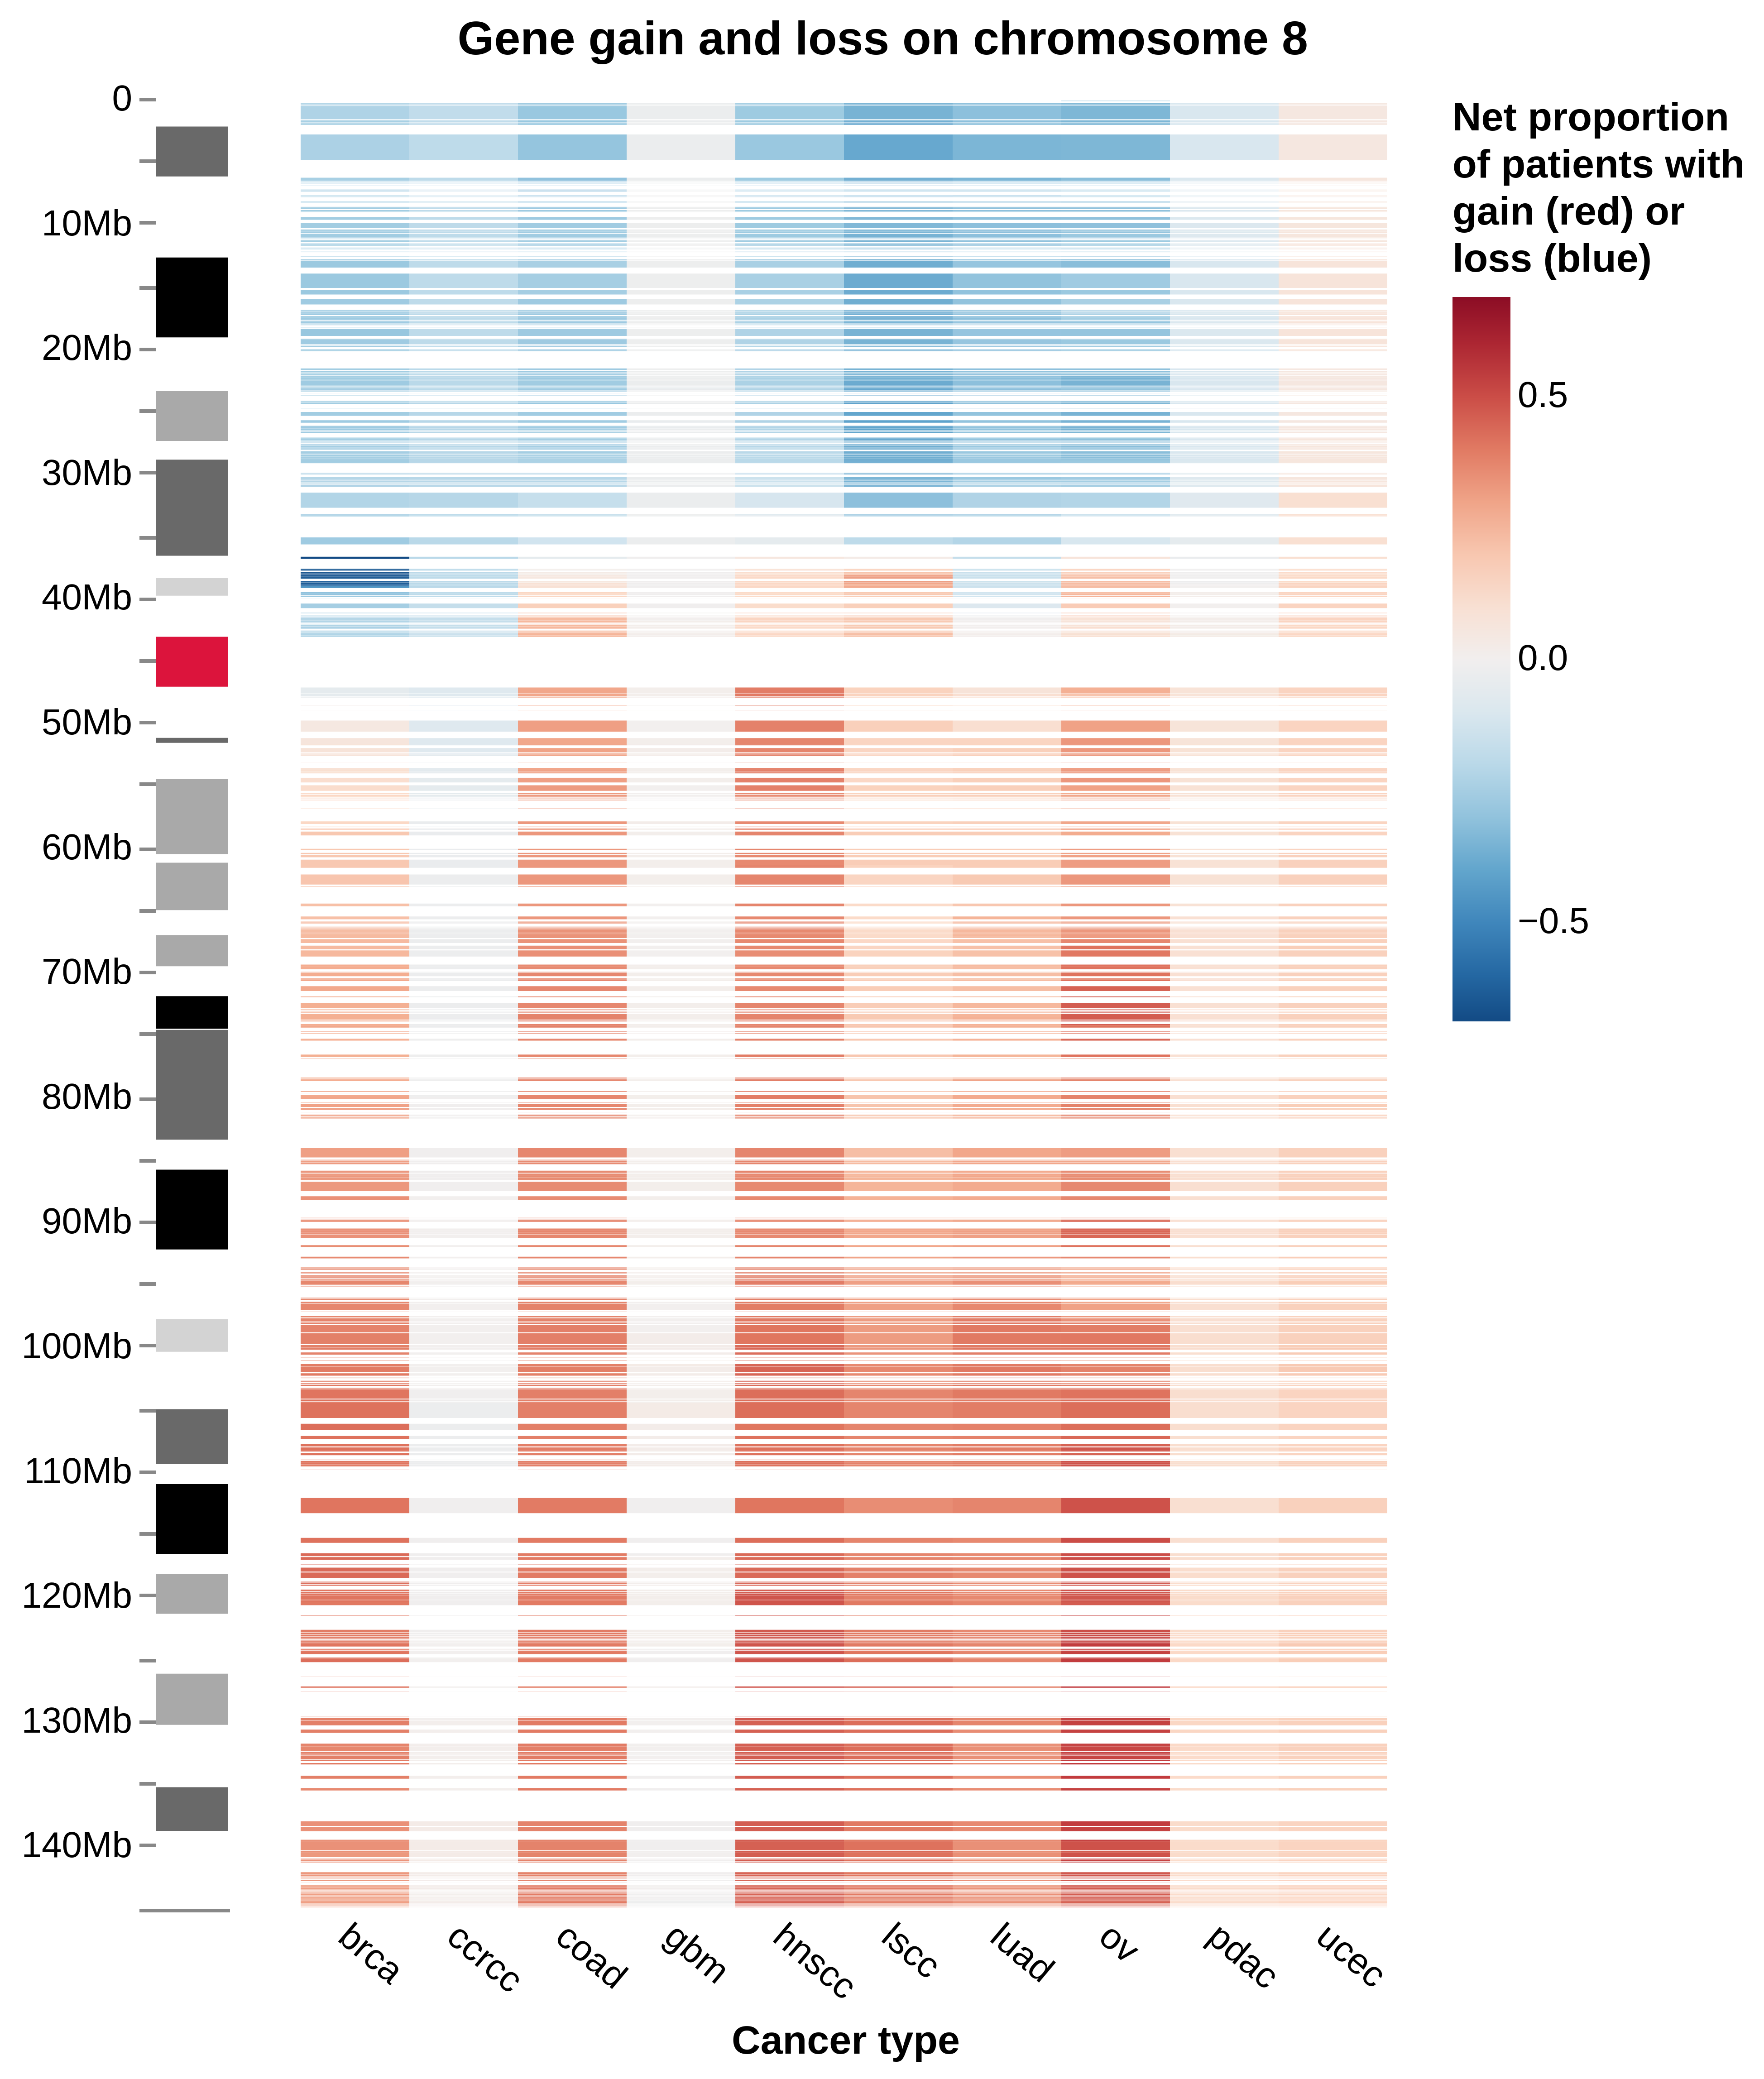 Gene gain and loss on chromosome 8
0
10Mb
20Mb
30Mb
40Mb
50Mb
60Mb
70Mb
80Mb
90Mb
100Mb
110Mb
120Mb
130Mb
140Mb
brca
ccrcc
coad
gbm
hnscc
lscc
luad
ov
pdac
ucec
Cancer type
Net proportion
of patients with
gain (red) or
loss (blue)
0.5
0.0
−0.5